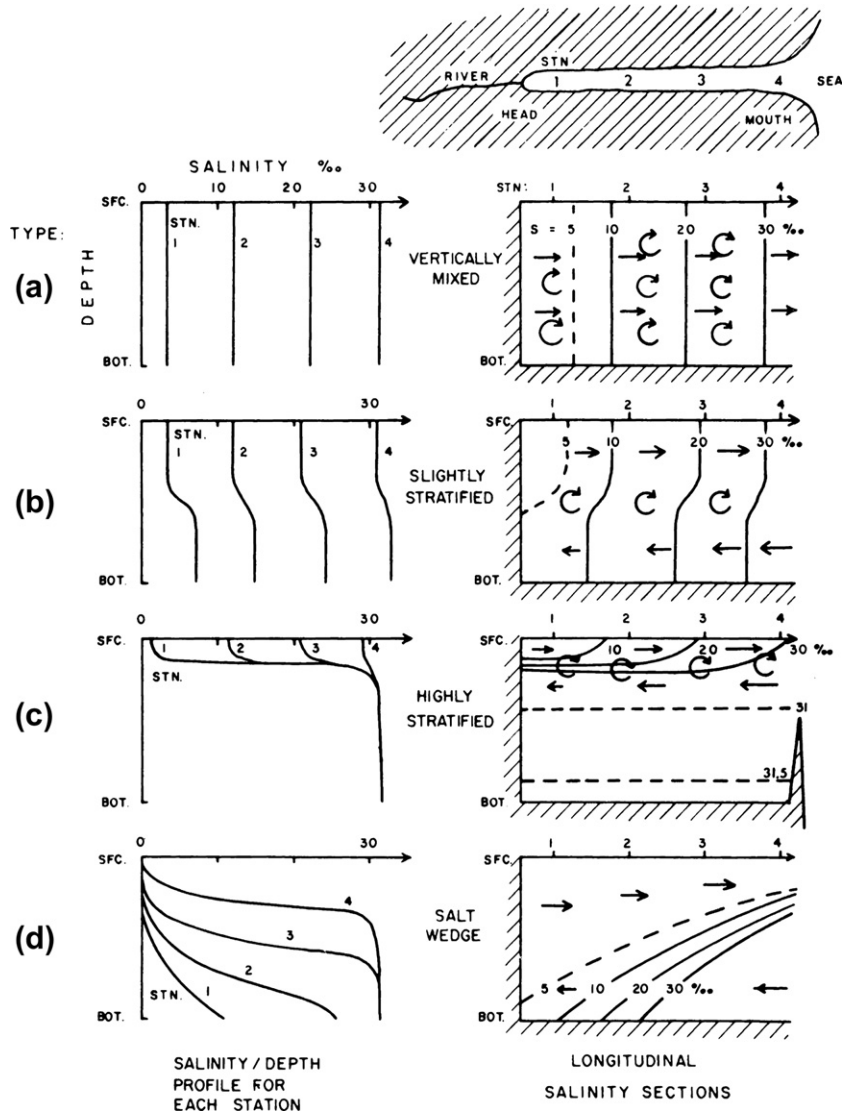 STN
RIVER
1 2 3 4 SEA
HEAD MOUTH
SALINITY ‰
0 10 20 30
SFC.
TYPE:
STN.
1 2 3 4
(a)
DEPTH
BOT.
VERTICALLY
MIXED
STN: 1 2 3 4
SFC.
S = 5 10 20 30 ‰
BOT.
0 30
SFC.
STN.
1 2 3 4
(b)
BOT.
SLIGHTLY
STRATIFIED
1 2 3 4
SFC.
5 10 20 30 ‰
BOT.
0 30
SFC.
1 2 3 4
STN.
(c)
BOT.
HIGHLY
STRATIFIED
1 2 3 4
SFC.
10 20 30 ‰
31
31.5
BOT.
0 30
SFC.
4
3
2
STN. 1
(d)
BOT.
SALT
WEDGE
1 2 3 4
SFC.
5 10 20 30 ‰
BOT.
SALINITY / DEPTH
PROFILE FOR
EACH STATION
LONGITUDINAL
SALINITY SECTIONS